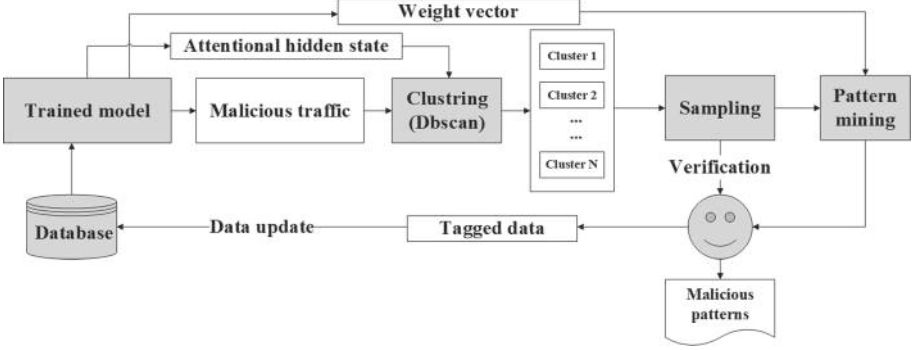 Weight vector
Attentional hidden state
Trained model
Malicious traffic
Clustring
(Dbscan)
Cluster 1
Cluster 2
...
...
Cluster N
Sampling
Pattern
mining
Verification
Database
Data update
Tagged data
Malicious
patterns